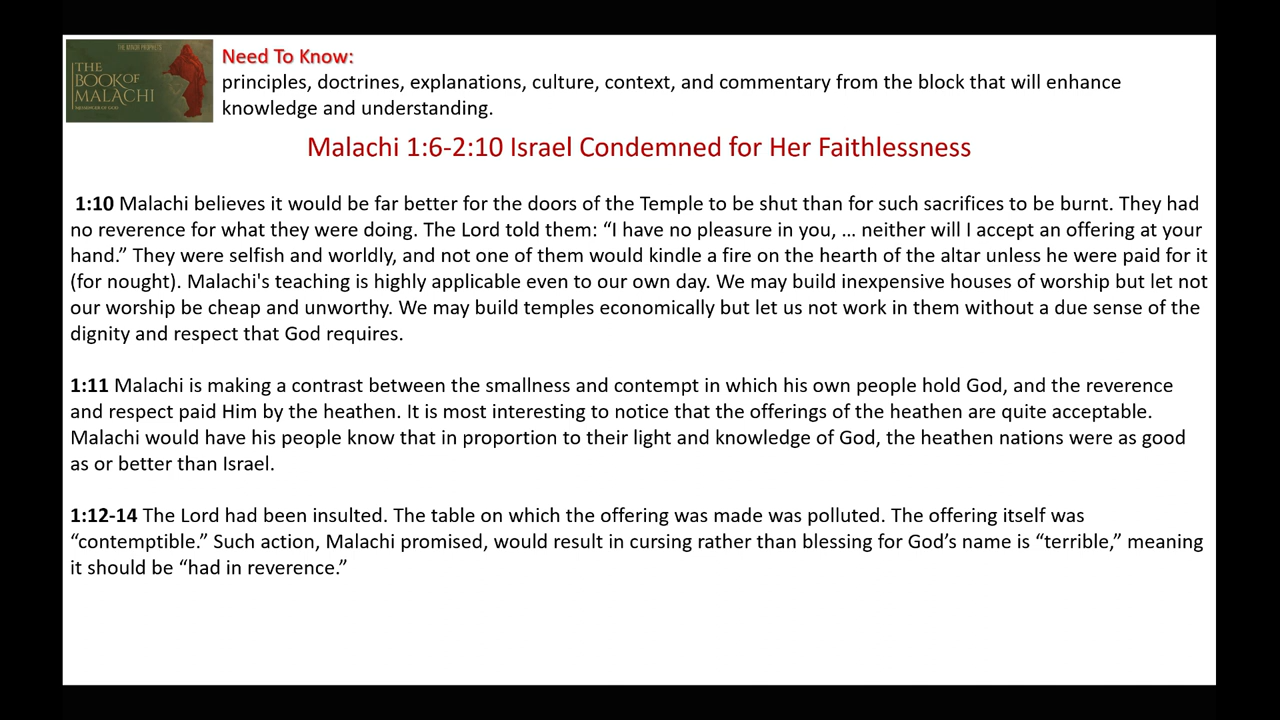 THE MINOR PROPHETS
THE
BOOK OF
MALACHI
Need To Know:
principles, doctrines, explanations, culture, context, and commentary from the block that will enhance
knowledge and understanding.
Malachi 1:6-2:10 Israel Condemned for Her Faithlessness
1:10 Malachi believes it would be far better for the doors of the Temple to be shut than for such sacrifices to be burnt. They had
no reverence for what they were doing. The Lord told them: “I have no pleasure in you, … neither will I accept an offering at your
hand.” They were selfish and worldly, and not one of them would kindle a fire on the hearth of the altar unless he were paid for it
(for nought). Malachi's teaching is highly applicable even to our own day. We may build inexpensive houses of worship but let not
our worship be cheap and unworthy. We may build temples economically but let us not work in them without a due sense of the
dignity and respect that God requires.
1:11 Malachi is making a contrast between the smallness and contempt in which his own people hold God, and the reverence
and respect paid Him by the heathen. It is most interesting to notice that the offerings of the heathen are quite acceptable.
Malachi would have his people know that in proportion to their light and knowledge of God, the heathen nations were as good
as or better than Israel.
1:12-14 The Lord had been insulted. The table on which the offering was made was polluted. The offering itself was
“contemptible.” Such action, Malachi promised, would result in cursing rather than blessing for God’s name is “terrible,” meaning
it should be “had in reverence.”